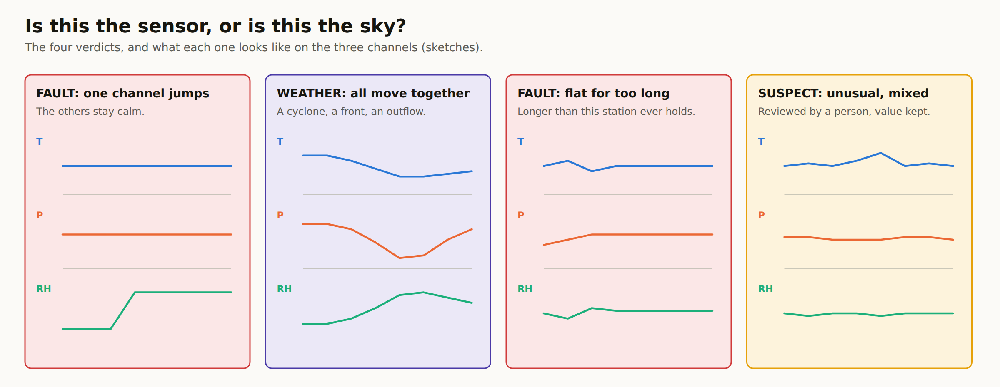 Is this the sensor, or is this the sky?
The four verdicts, and what each one looks like on the three channels (sketches).
FAULT: one channel jumps
The others stay calm.
T
P
RH
WEATHER: all move together
A cyclone, a front, an outflow.
T
P
RH
FAULT: flat for too long
Longer than this station ever holds.
T
P
RH
SUSPECT: unusual, mixed
Reviewed by a person, value kept.
T
P
RH